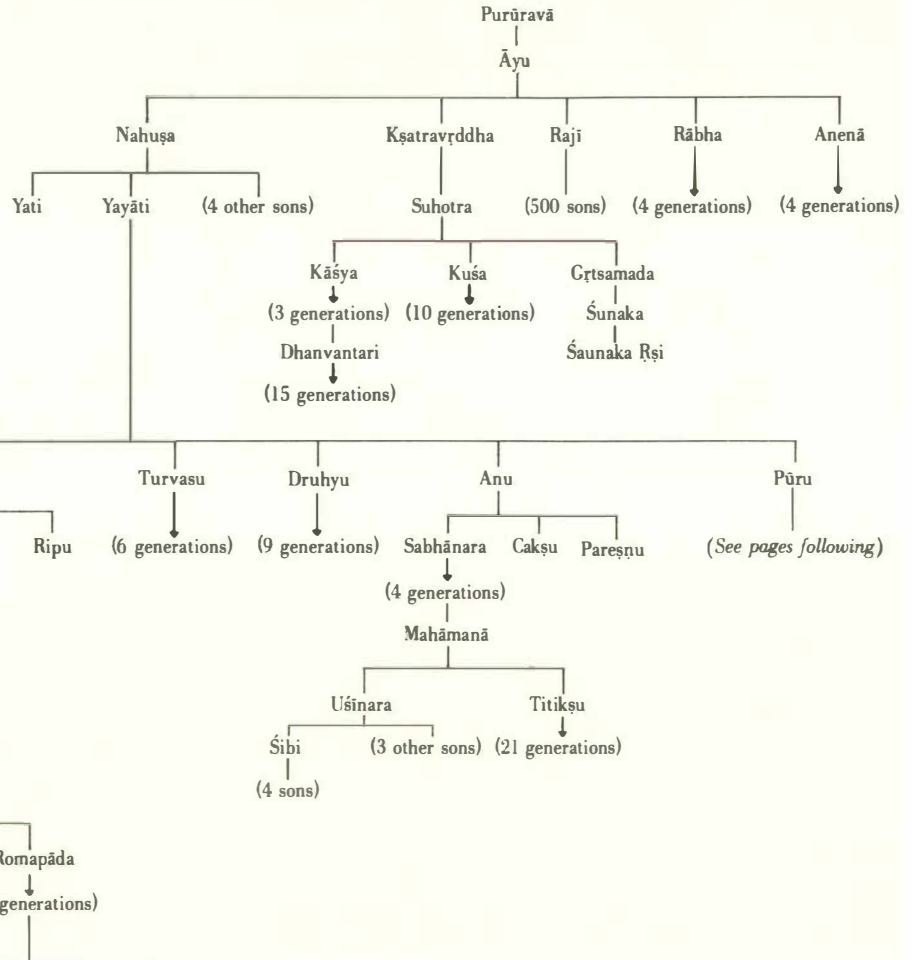 Purūravā
Āyu
Nahuṣa Kṣatravṛddha Rajī Rābha Anenā
Yati Yayāti (4 other sons) Suhotra (500 sons) (4 generations) (4 generations)
Kāśya Kuśa Gṛtsamada
(3 generations) (10 generations) Śunaka
Dhanvantari Śaunaka Ṛṣi
(15 generations)
Turvasu Druhyu Anu Pūru
Ripu (6 generations) (9 generations) Sabhānara Cakṣu Pareṣṇu (See pages following)
(4 generations)
Mahāmanā
Uśīnara Titikṣu
Śibi (3 other sons) (21 generations)
(4 sons)
Romapāda
generations)